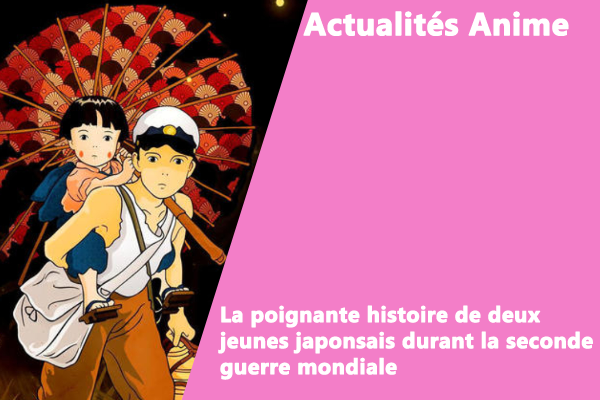 Actualités Anime
La poignante histoire de deux
jeunes japonsais durant la seconde
guerre mondiale